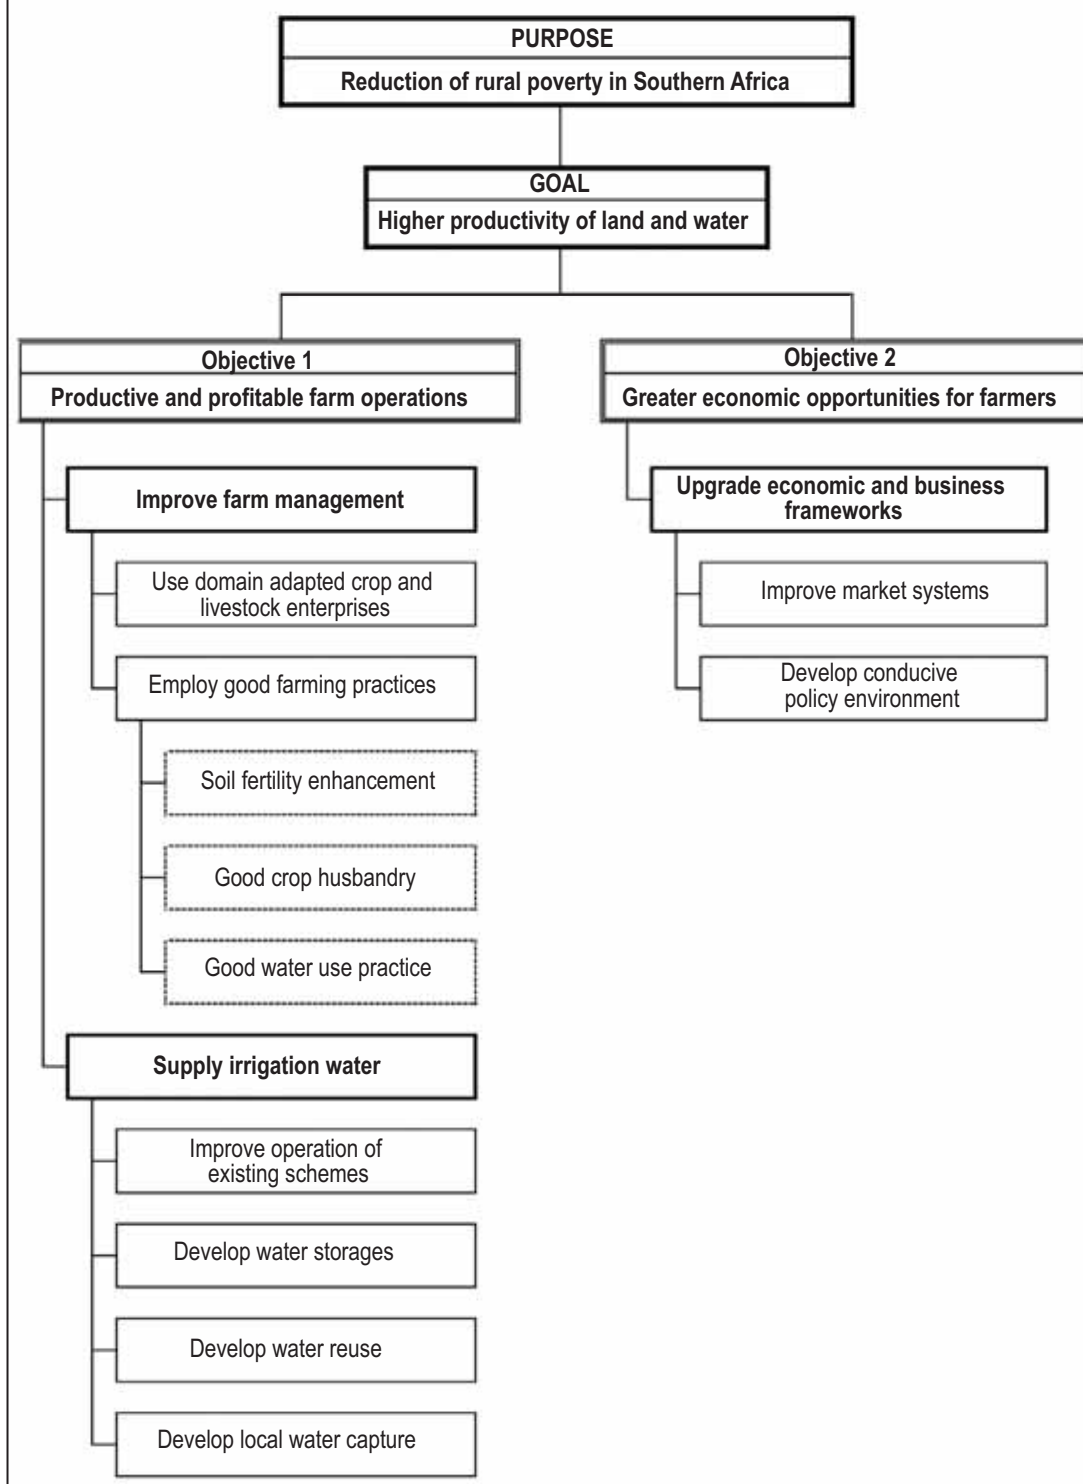 PURPOSE
Reduction of rural poverty in Southern Africa
GOAL
Higher productivity of land and water
Objective 1
Productive and profitable farm operations
Improve farm management
Use domain adapted crop and
livestock enterprises
Employ good farming practices
Soil fertility enhancement
Good crop husbandry
Good water use practice
Supply irrigation water
Improve operation of
existing schemes
Develop water storages
Develop water reuse
Develop local water capture
Objective 2
Greater economic opportunities for farmers
Upgrade economic and business
frameworks
Improve market systems
Develop conducive
policy environment